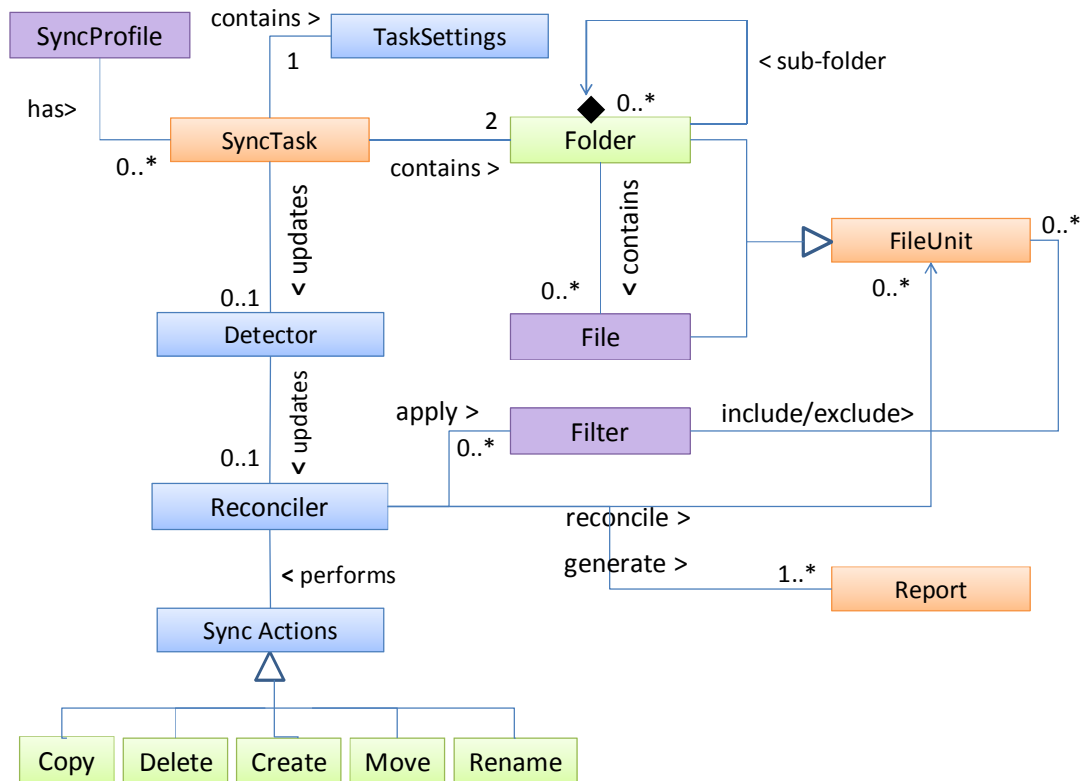 contains >
SyncProfile
TaskSettings
1
< sub-folder
has>
0..*
2
SyncTask
Folder
0..*
contains >
< contains
0..*
FileUnit
< updates
0..*
0..1
0..*
Detector
File
< updates
apply >
include/exclude>
0..*
Filter
0..1
Reconciler
reconcile >
generate >
< performs
1..*
Report
Sync Actions
Copy
Delete
Create
Move
Rename